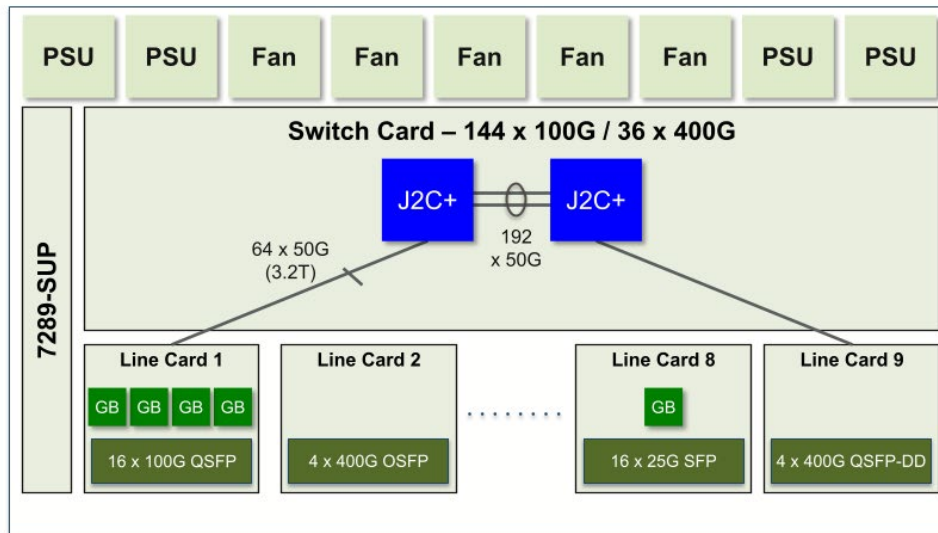 PSU PSU Fan Fan Fan Fan Fan PSU PSU
7289-SUP
Switch Card – 144 x 100G / 36 x 400G
J2C+ J2C+
192
x 50G
64 x 50G
(3.2T)
Line Card 1
GB GB GB GB
16 x 100G QSFP
Line Card 2
4 x 400G OSFP
Line Card 8
GB
16 x 25G SFP
Line Card 9
4 x 400G QSFP-DD